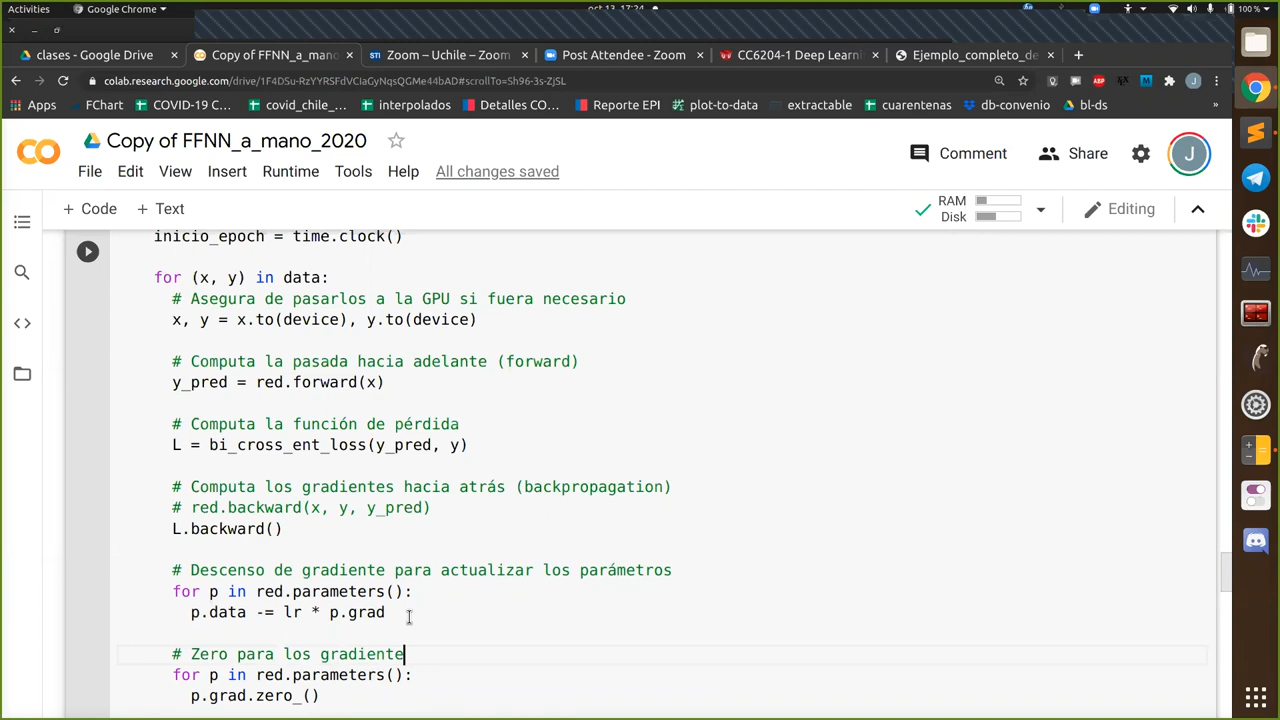 Activities
Google Chrome
oct 13, 17:24
100 %
clases - Google Drive
Copy of FFNN_a_mano_
Zoom – Uchile – Zoom
Post Attendee - Zoom
CC6204-1 Deep Learni
Ejemplo_completo_de
colab.research.google.com/drive/1F4DSu-RzYYRSFdVCIaGyNqsQGMe44bAD#scrollTo=Sh96-3s-ZjSL
Apps
FChart
COVID-19 C...
covid_chile_...
interpolados
Detalles CO...
Reporte EPI
plot-to-data
extractable
cuarentenas
db-convenio
bl-ds
»
Copy of FFNN_a_mano_2020
Comment
Share
J
File Edit View Insert Runtime Tools Help All changes saved
+ Code + Text
RAM
Disk
Editing
inicio_epoch = time.clock()
for (x, y) in data:
# Asegura de pasarlos a la GPU si fuera necesario
x, y = x.to(device), y.to(device)
# Computa la pasada hacia adelante (forward)
y_pred = red.forward(x)
# Computa la función de pérdida
L = bi_cross_ent_loss(y_pred, y)
# Computa los gradientes hacia atrás (backpropagation)
# red.backward(x, y, y_pred)
L.backward()
# Descenso de gradiente para actualizar los parámetros
for p in red.parameters():
p.data -= lr * p.grad
# Zero para los gradiente
for p in red.parameters():
p.grad.zero_()